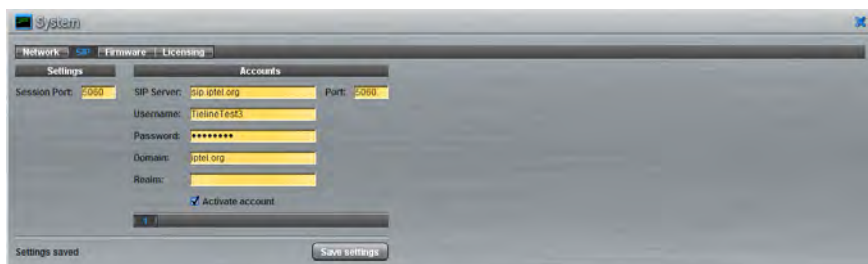 System
Network SIP Firmware Licensing
Settings
Accounts
Session Port: 5060
SIP Server: sip.iptel.org Port: 5060
Username: TielineTest3
Password: ••••••••
Domain: iptel.org
Realm:
Activate account
1
Settings saved
Save settings